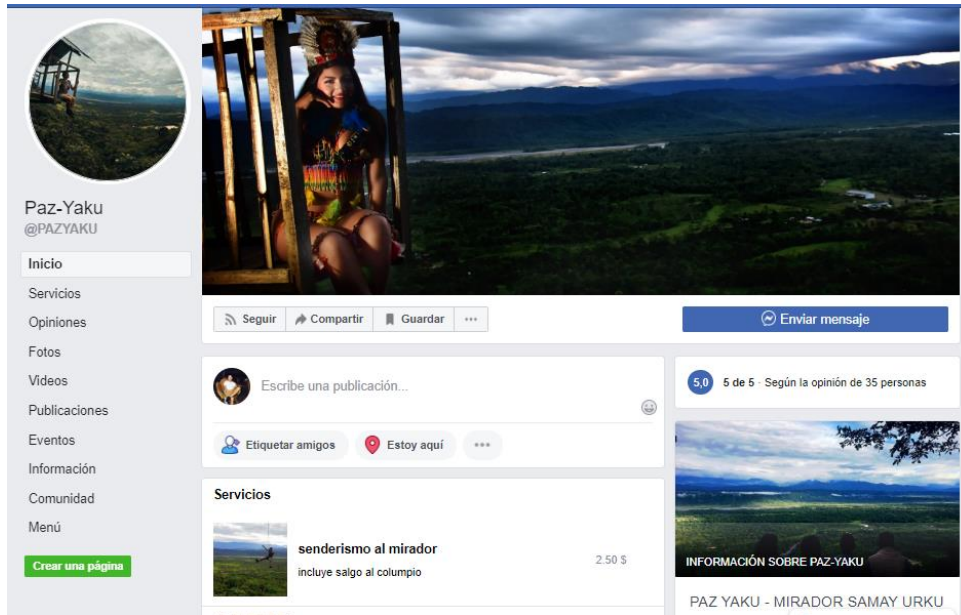 Paz-Yaku
@PAZYAKU
Inicio
Servicios
Opiniones
Fotos
Videos
Publicaciones
Eventos
Información
Comunidad
Menú
Crear una página
Seguir
Compartir
Guardar
Enviar mensaje
Escribe una publicación...
Etiquetar amigos
Estoy aquí
Servicios
senderismo al mirador
incluye salgo al columpio
2.50 $
5,0 5 de 5 · Según la opinión de 35 personas
INFORMACIÓN SOBRE PAZ-YAKU
PAZ YAKU - MIRADOR SAMAY URKU